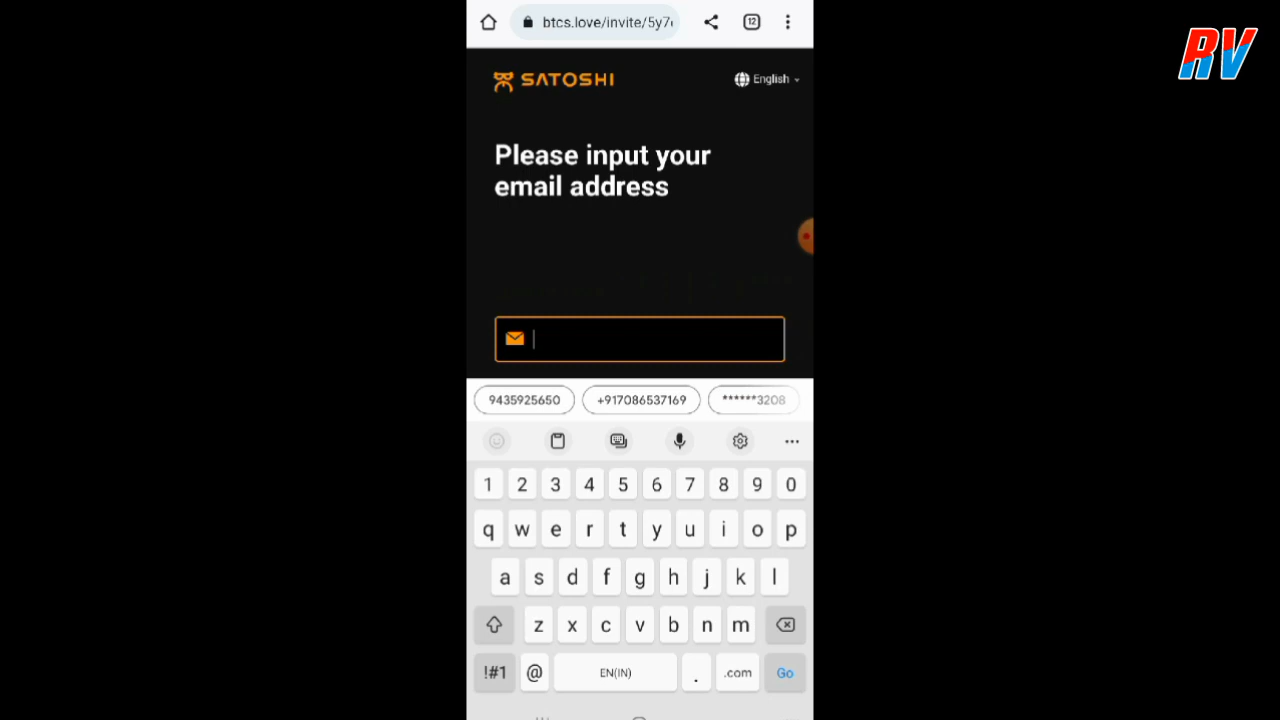 btcs.love/invite/5y7
12
RV
SATOSHI
English
Please input your
email address
9435925650
+917086537169
******3208
1 2 3 4 5 6 7 8 9 0
q w e r t y u i o p
a s d f g h j k l
z x c v b n m
!#1 @ EN(IN) . .com Go